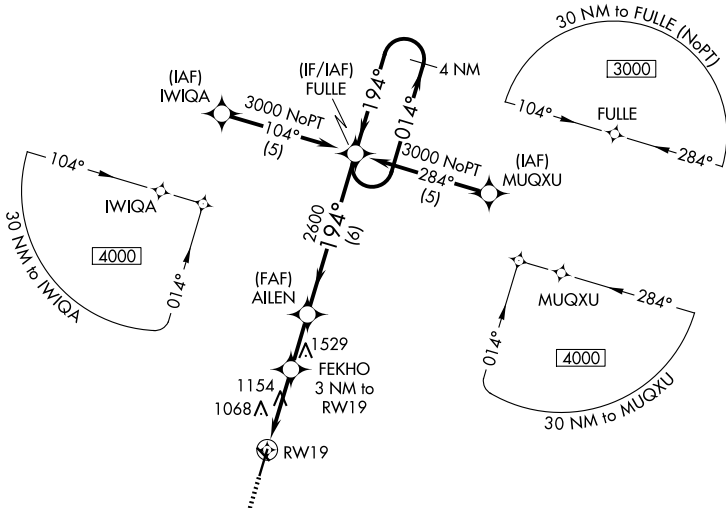 30 NM to FULLE (NoPT)
3000
104°
FULLE
284°
(IF/IAF)
FULLE
4 NM
194°
014°
(IAF)
IWIQA
3000 NoPT
104°
(5)
3000 NoPT
284°
(5)
(IAF)
MUQXU
104°
IWIQA
4000
014°
30 NM to IWIQA
2600
194°
(6)
MUQXU
284°
014°
4000
30 NM to MUQXU
(FAF)
AILEN
1529
FEKHO
3 NM to
RW19
1154
1068
RW19